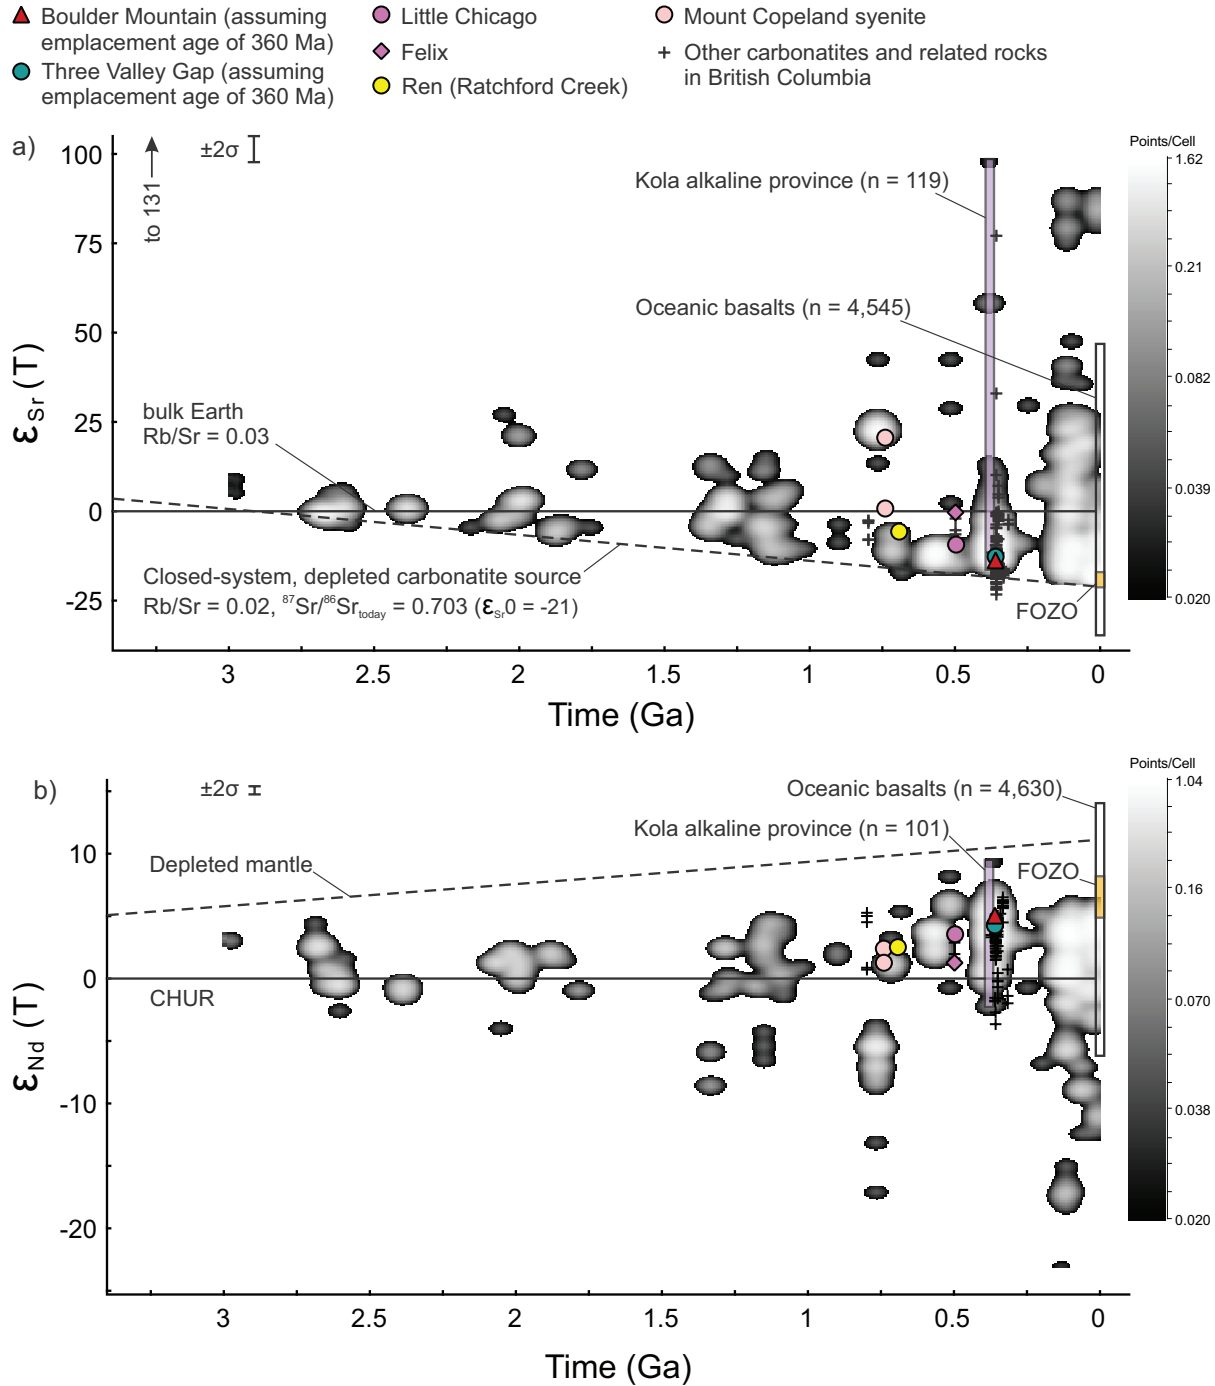 Boulder Mountain (assuming
emplacement age of 360 Ma)
Three Valley Gap (assuming
emplacement age of 360 Ma)
Little Chicago
Felix
Ren (Ratchford Creek)
Mount Copeland syenite
Other carbonatites and related rocks
in British Columbia
a)
±2σ
to 131
Kola alkaline province (n = 119)
Oceanic basalts (n = 4,545)
bulk Earth
Rb/Sr = 0.03
Closed-system, depleted carbonatite source
Rb/Sr = 0.02, ⁸⁷Sr/⁸⁶Sr today = 0.703 (εSr0 = -21)
FOZO
εSr (T)
100
75
50
25
0
-25
3
2.5
2
1.5
1
0.5
0
Time (Ga)
Points/Cell
1.62
0.21
0.082
0.039
0.020
b)
±2σ
Oceanic basalts (n = 4,630)
Kola alkaline province (n = 101)
Depleted mantle
FOZO
CHUR
εNd (T)
10
0
-10
-20
3
2.5
2
1.5
1
0.5
0
Time (Ga)
Points/Cell
1.04
0.16
0.070
0.038
0.020